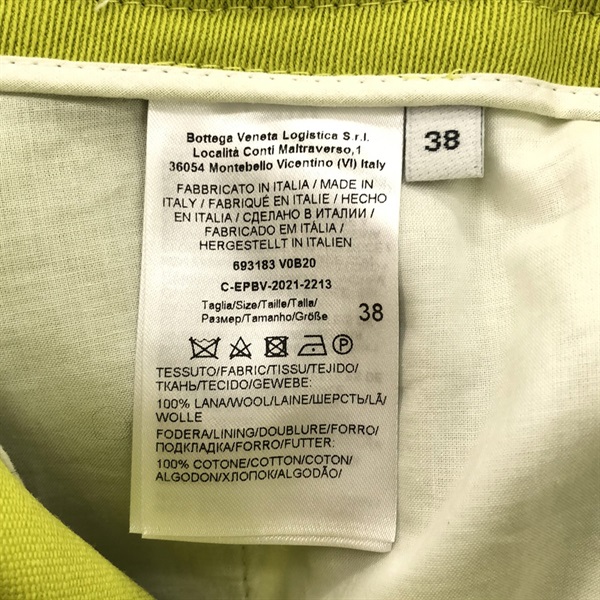 Bottega Veneta Logistica S.r.l.
Località Conti Maltraverso,1
36054 Montebello Vicentino (VI) Italy
38
FABBRICATO IN ITALIA / MADE IN
ITALY / FABRIQUÉ EN ITALIE / HECHO
EN ITALIA / СДЕЛАНО В ИТАЛИИ /
FABRICADO EM ITÁLIA /
HERGESTELLT IN ITALIEN
693183 V0B20
C-EPBV-2021-2213
Taglia/Size/Taille/Talla/
Размер/Tamanho/Größe 38
P
TESSUTO/FABRIC/TISSU/TEJIDO/
ТКАНЬ/TECIDO/GEWEBE:
100% LANA/WOOL/LAINE/ШЕРСТЬ/LÃ/
WOLLE
FODERA/LINING/DOUBLURE/FORRO/
ПОДКЛАДКА/FORRO/FUTTER:
100% COTONE/COTTON/COTON/
ALGODON/ХЛОПОК/ALGODÃO/